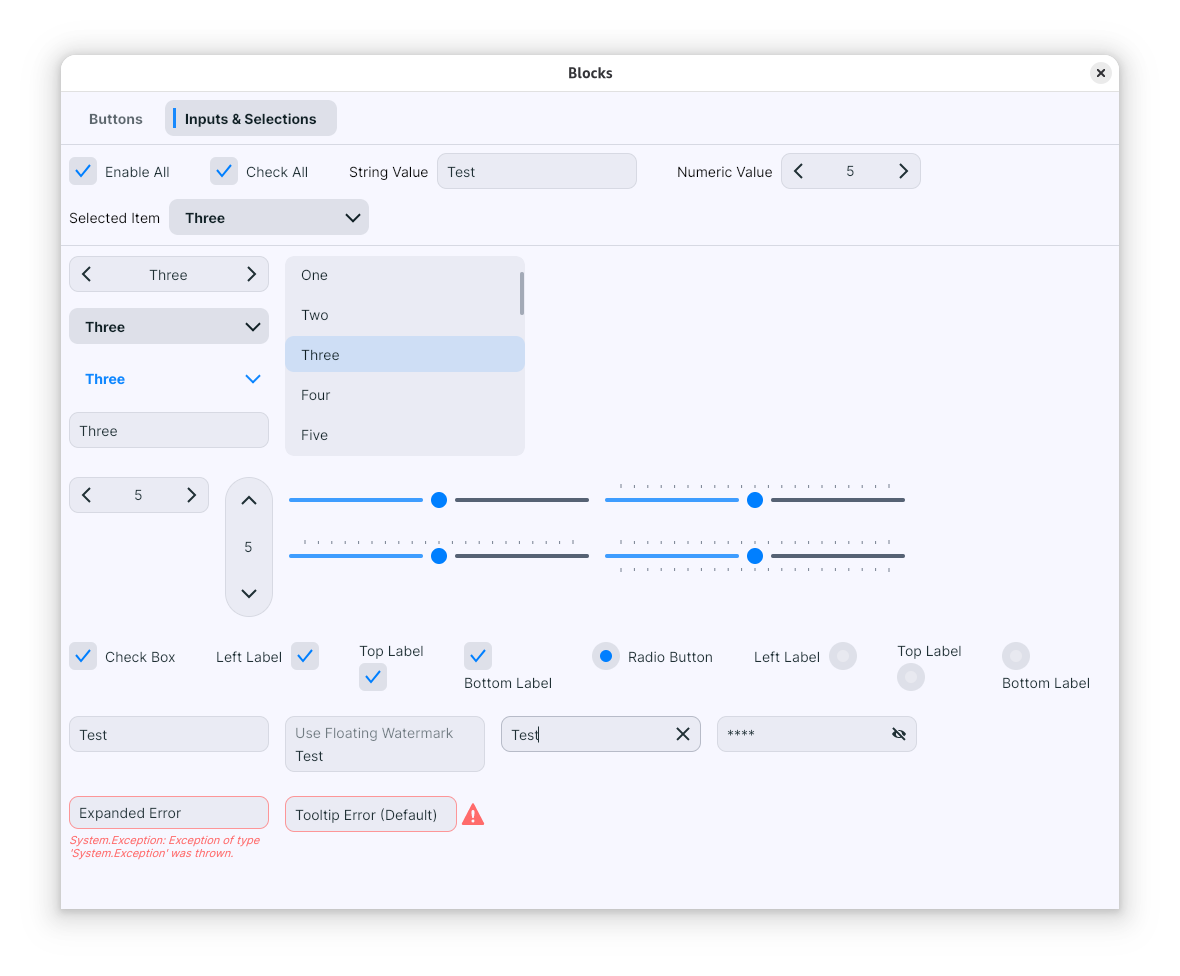 Blocks
Buttons
Inputs & Selections
Enable All
Check All
String Value
Test
Numeric Value
5
Selected Item
Three
Three
Three
Three
Three
One
Two
Three
Four
Five
5
5
Check Box
Left Label
Top Label
Bottom Label
Radio Button
Left Label
Top Label
Bottom Label
Test
Use Floating Watermark
Test
Test
****
Expanded Error
System.Exception: Exception of type
'System.Exception' was thrown.
Tooltip Error (Default)